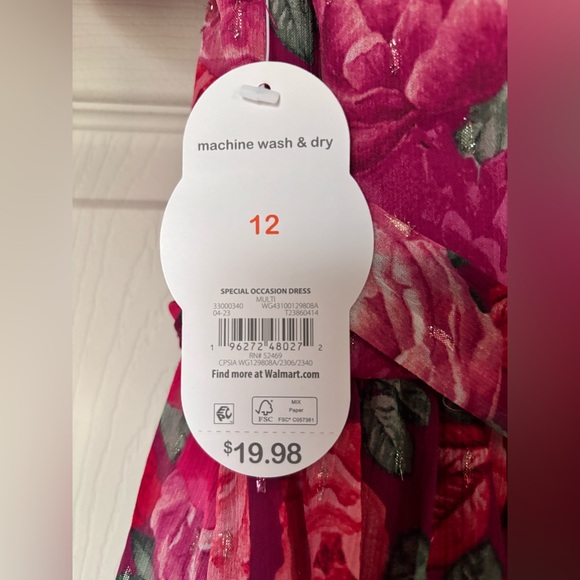 machine wash & dry
12
SPECIAL OCCASION DRESS
MULTI
33000340 WG43100129808A
04-23 T23860414
1 96272 48027 2
RN# 52469
CPSIA WG129808A/2306/2340
Find more at Walmart.com
FSC
MIX
Paper
FSC® C057361
$19.98